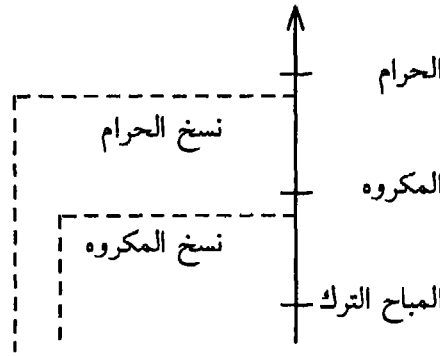 الحرام
نسخ الحرام
المكروه
نسخ المكروه
المباح الترك